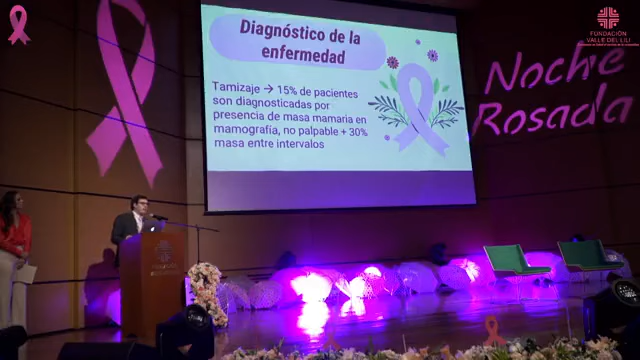 FUNDACIÓN
VALLE DEL LILI
Diagnóstico de la
enfermedad
Tamizaje → 15% de pacientes
son diagnosticadas por
presencia de masa mamaria en
mamografía, no palpable + 30%
masa entre intervalos
Noche
Rosada